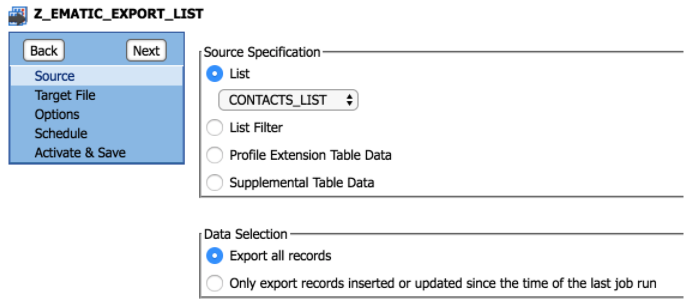 Z_EMATIC_EXPORT_LIST
Back Next
Source
Target File
Options
Schedule
Activate & Save
Source Specification
List
CONTACTS_LIST
List Filter
Profile Extension Table Data
Supplemental Table Data
Data Selection
Export all records
Only export records inserted or updated since the time of the last job run